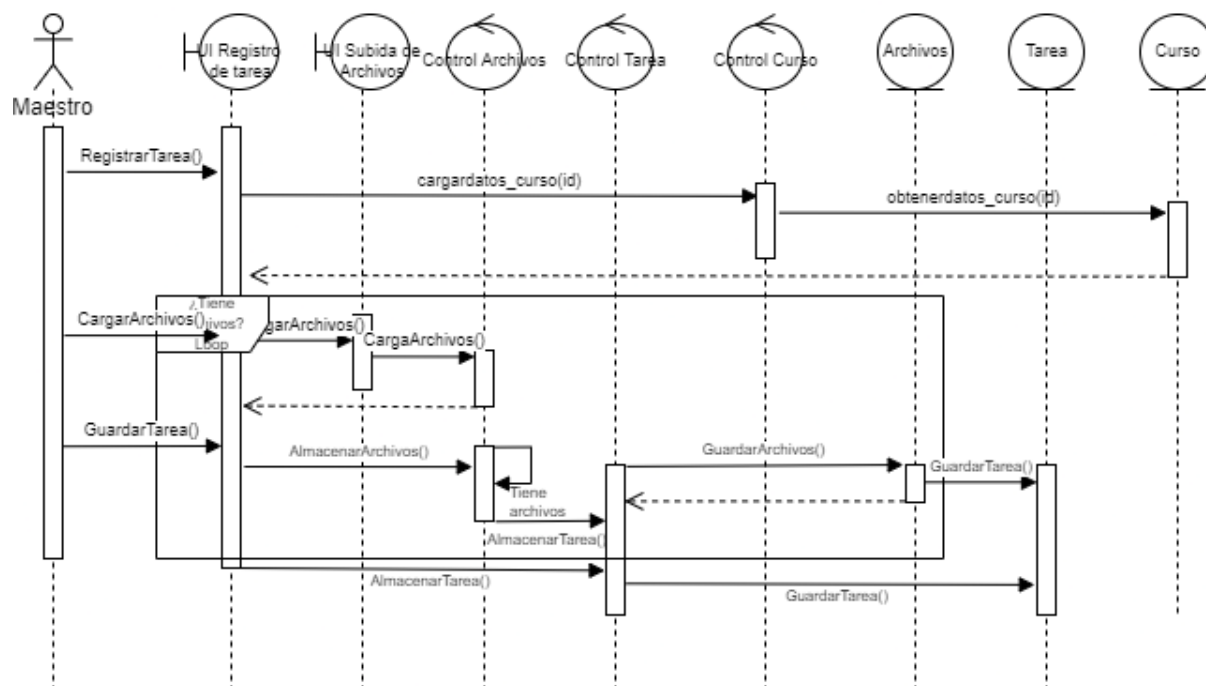 UI Registro
de tarea
UI Subida de
Archivos
Control Archivos
Control Tarea
Control Curso
Archivos
Tarea
Curso
Maestro
RegistrarTarea()
cargardatos_curso(id)
obtenerdatos_curso(id)
¿Tiene
CargarArchivos()
Loop
CargaArchivos()
GuardarTarea()
AlmacenarArchivos()
Tiene
archivos
AlmacenarTarea()
GuardarArchivos()
GuardarTarea()
AlmacenarTarea()
GuardarTarea()